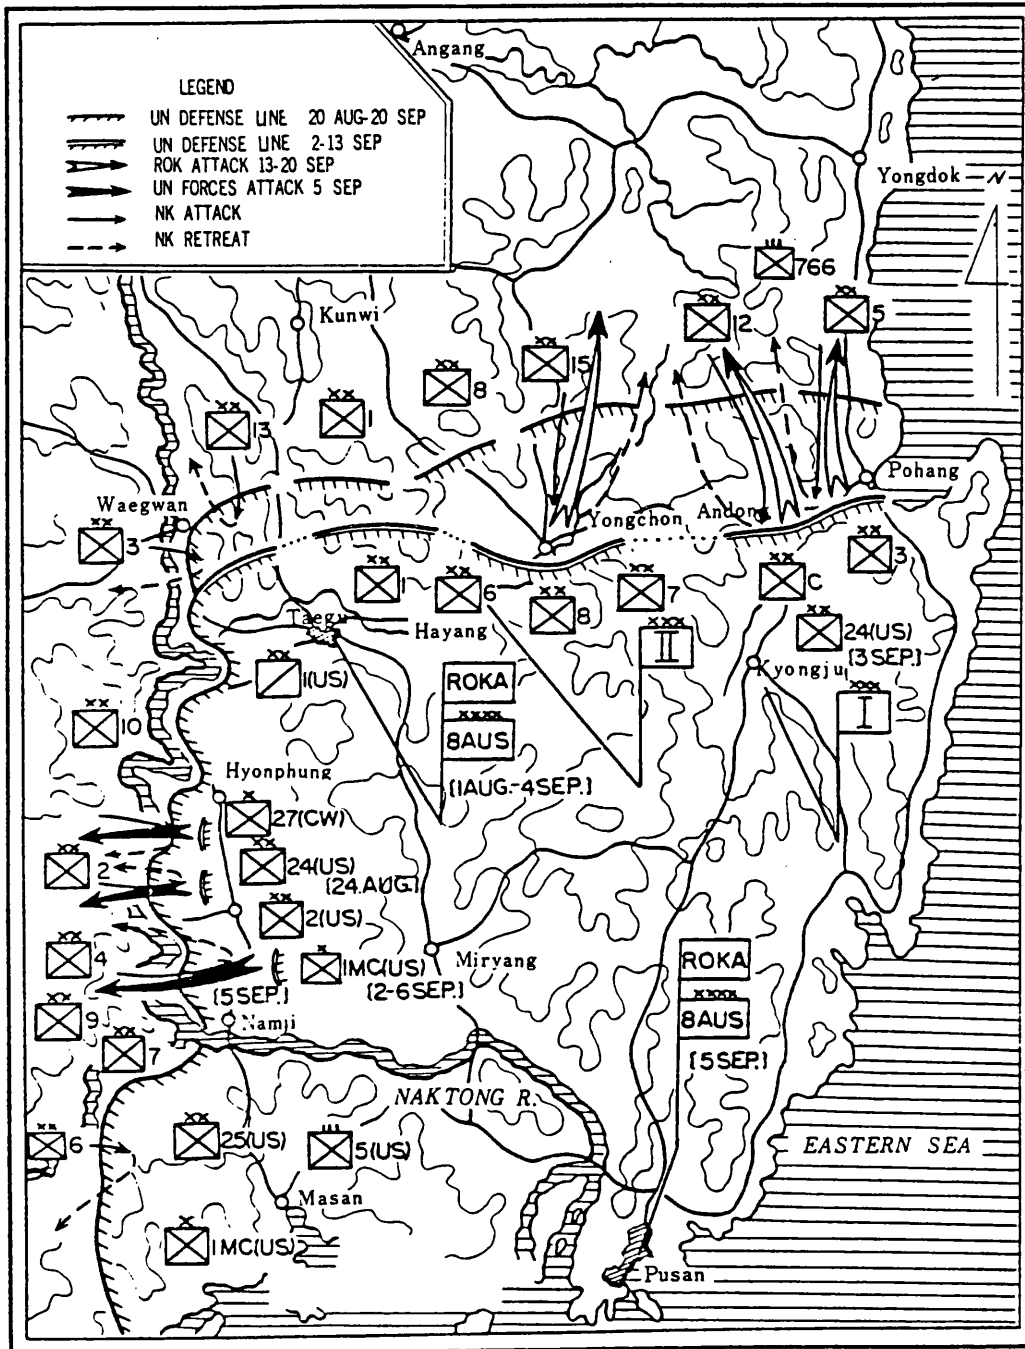 Angang
LEGEND
UN DEFENSE LINE 20 AUG-20 SEP
UN DEFENSE LINE 2-13 SEP
ROK ATTACK 13-20 SEP
UN FORCES ATTACK 5 SEP
NK ATTACK
NK RETREAT
Yongdok
N
766
12
5
Kunwi
15
8
1
13
Pohang
Waegwan
Yongchon
Andong
3
3
1
6
8
7
C
Taegu
Hayang
24(US)
(3SEP.)
II
Kyongju
1(US)
ROKA
I
10
8AUS
(1AUG.-4SEP.)
Hyonphung
27(CW)
2
24(US)
(24.AUG)
2(US)
4
1MC(US)
(2-6SEP.)
Miryang
ROKA
(5SEP.)
9
Namji
8AUS
7
(5SEP.)
NAKTONG R.
6
25(US)
5(US)
EASTERN SEA
Masan
1MC(US)
Pusan